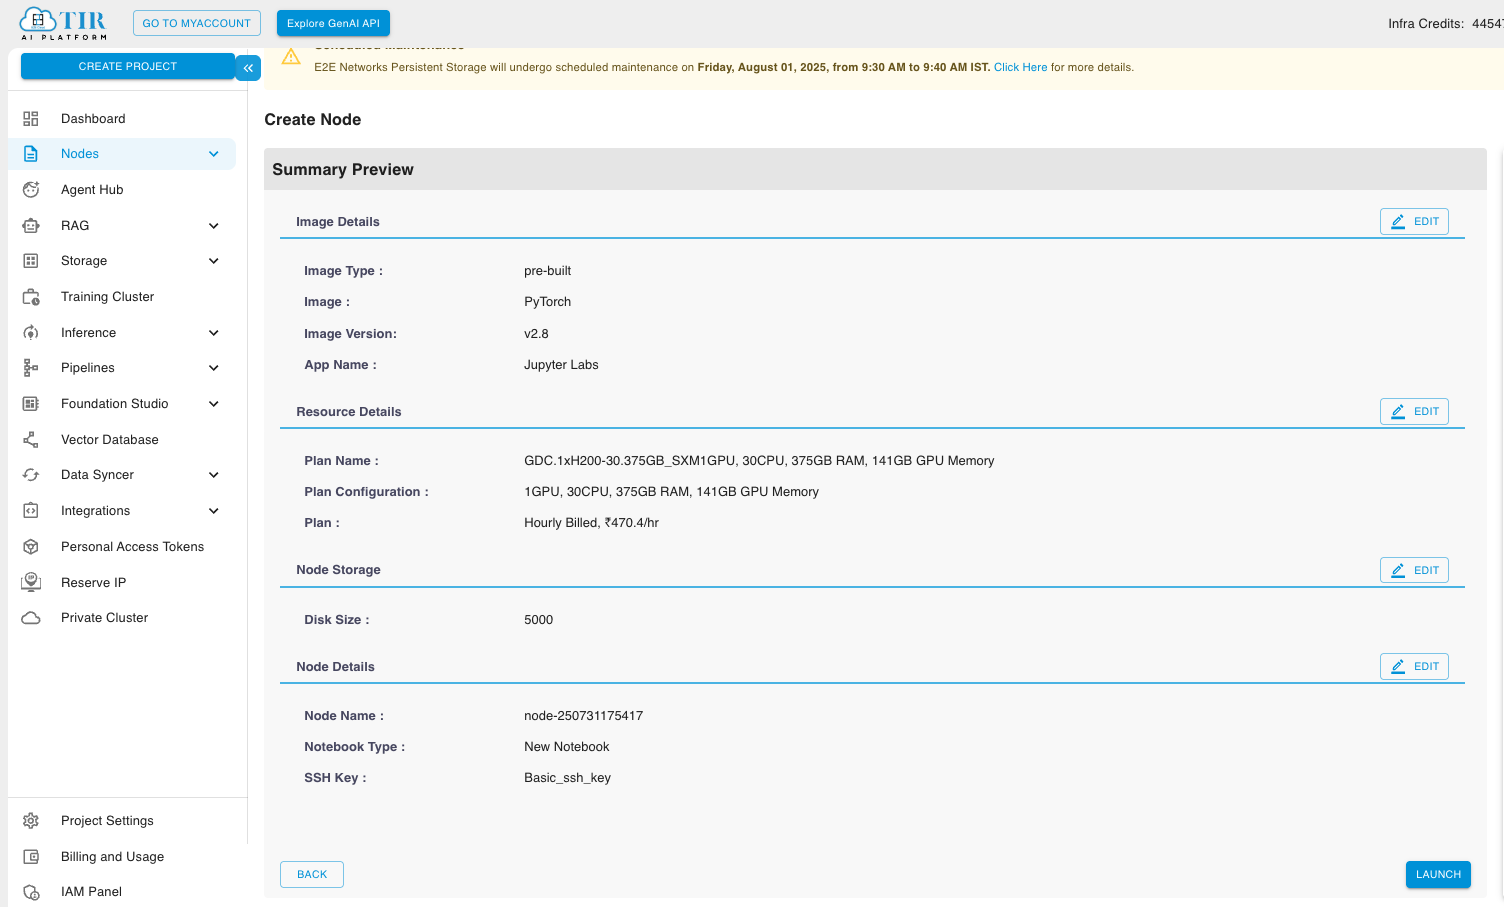 TIR
AI PLATFORM
GO TO MYACCOUNT
Explore GenAI API
Infra Credits: 4454
CREATE PROJECT
Scheduled Maintenance
E2E Networks Persistent Storage will undergo scheduled maintenance on Friday, August 01, 2025, from 9:30 AM to 9:40 AM IST. Click Here for more details.
Dashboard
Nodes
Agent Hub
RAG
Storage
Training Cluster
Inference
Pipelines
Foundation Studio
Vector Database
Data Syncer
Integrations
Personal Access Tokens
Reserve IP
Private Cluster
Project Settings
Billing and Usage
IAM Panel
Create Node
Summary Preview
Image Details
EDIT
Image Type : pre-built
Image : PyTorch
Image Version: v2.8
App Name : Jupyter Labs
Resource Details
EDIT
Plan Name : GDC.1xH200-30.375GB_SXM1GPU, 30CPU, 375GB RAM, 141GB GPU Memory
Plan Configuration : 1GPU, 30CPU, 375GB RAM, 141GB GPU Memory
Plan : Hourly Billed, ₹470.4/hr
Node Storage
EDIT
Disk Size : 5000
Node Details
EDIT
Node Name : node-250731175417
Notebook Type : New Notebook
SSH Key : Basic_ssh_key
BACK
LAUNCH